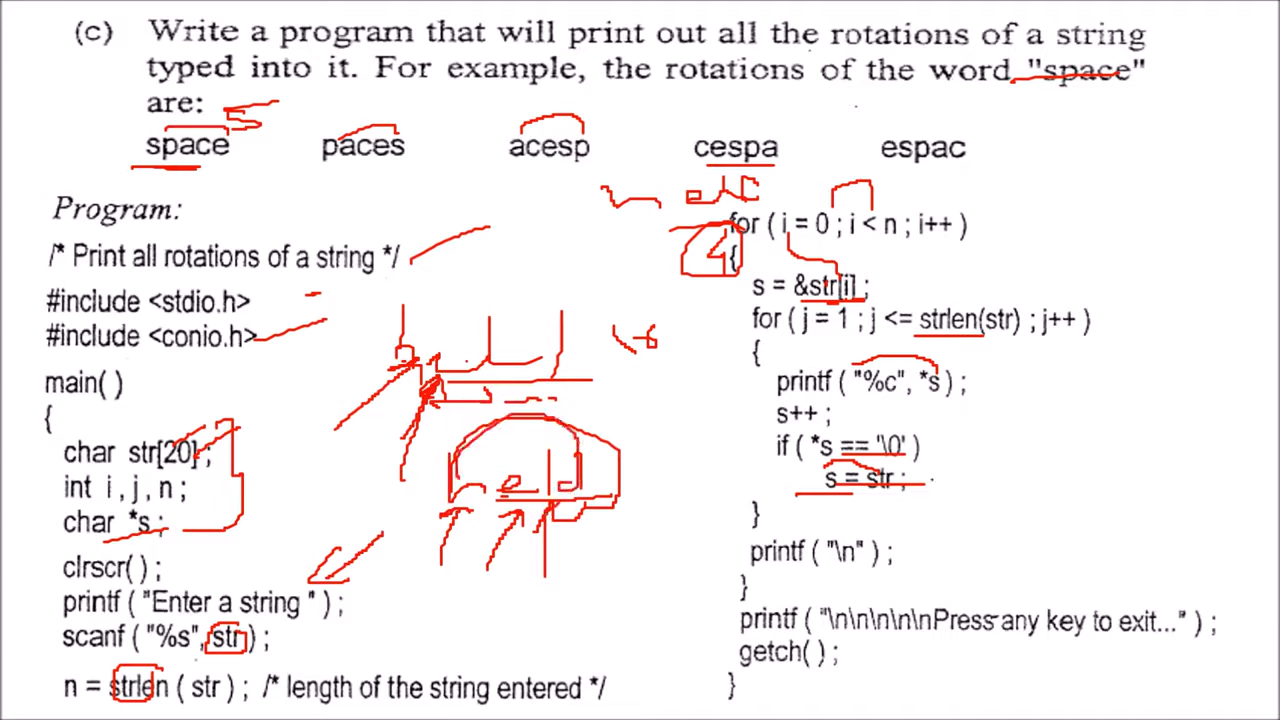 (c) Write a program that will print out all the rotations of a string
typed into it. For example, the rotations of the word "space"
are:
space paces acesp cespa espac
Program:
/* Print all rotations of a string */
#include <stdio.h>
#include <conio.h>
main( )
{
char str[20] ;
int i , j , n ;
char *s ;
clrscr( ) ;
printf ( "Enter a string " ) ;
scanf ( "%s", str ) ;
n = strlen ( str ) ; /* length of the string entered */
for ( i = 0 ; i < n ; i++ )
{
s = &str[i] ;
for ( j = 1 ; j <= strlen(str) ; j++ )
{
printf ( "%c", *s ) ;
s++ ;
if ( *s == '\0' )
s = str ;
}
printf ( "\n" ) ;
}
printf ( "\n\n\n\n\nPress any key to exit..." ) ;
getch( ) ;
}